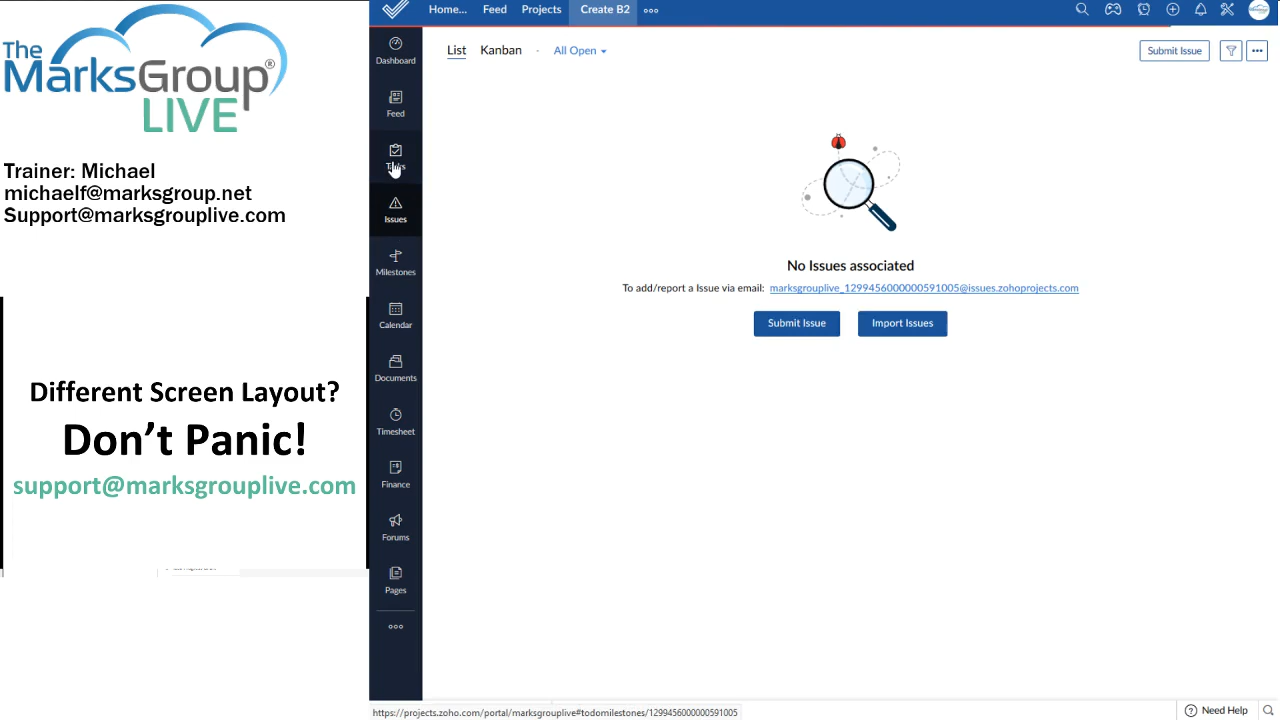 The
MarksGroup®
LIVE
Trainer: Michael
michaelf@marksgroup.net
Support@marksgrouplive.com
Different Screen Layout?
Don't Panic!
support@marksgrouplive.com
Home... Feed Projects Create B2
Dashboard
Feed
Tasks
Issues
Milestones
Calendar
Documents
Timesheet
Finance
Forums
Pages
List Kanban · All Open
Submit Issue
No Issues associated
To add/report a Issue via email: marksgrouplive_1299456000000591005@issues.zohoprojects.com
Submit Issue Import Issues
https://projects.zoho.com/portal/marksgrouplive#todomilestones/1299456000000591005
Need Help